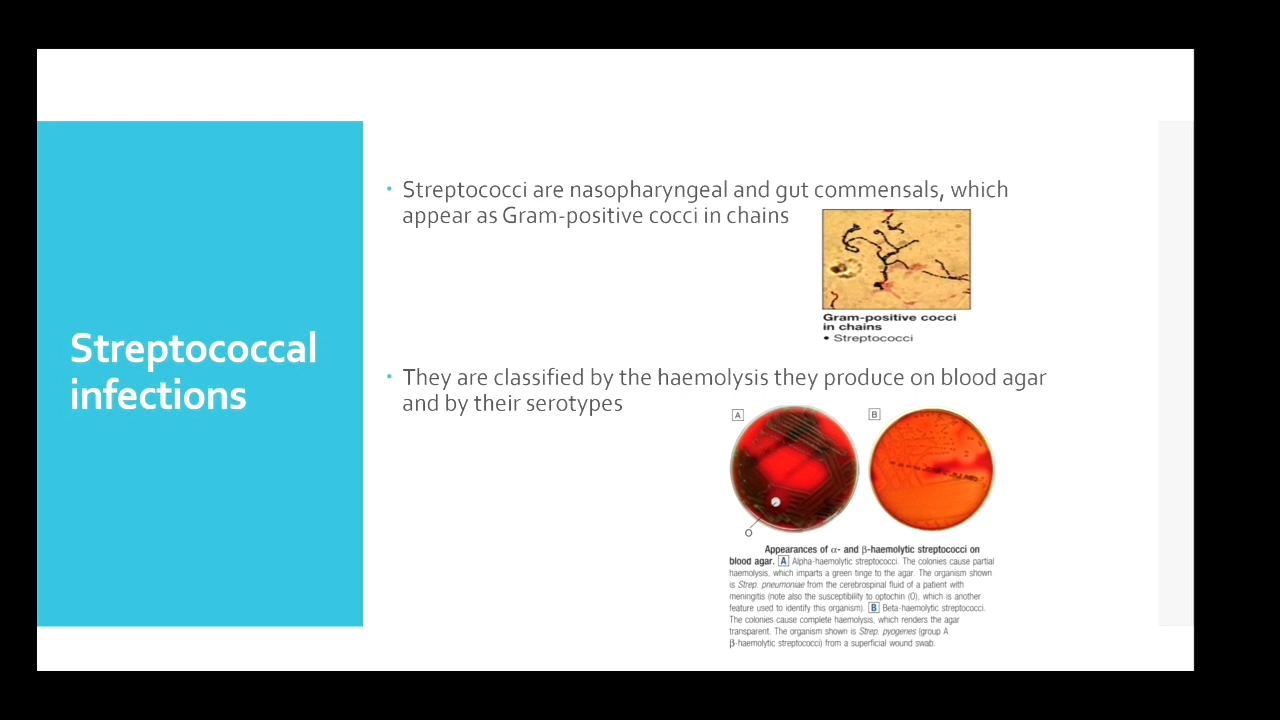 Streptococcal
infections
• Streptococci are nasopharyngeal and gut commensals, which
appear as Gram-positive cocci in chains
Gram-positive cocci
in chains
• Streptococci
• They are classified by the haemolysis they produce on blood agar
and by their serotypes
A
B
O
Appearances of α- and β-haemolytic streptococci on
blood agar. A Alpha-haemolytic streptococci. The colonies cause partial
haemolysis, which imparts a green tinge to the agar. The organism shown
is Strep. pneumoniae from the cerebrospinal fluid of a patient with
meningitis (note also the susceptibility to optochin (O), which is another
feature used to identify this organism). B Beta-haemolytic streptococci.
The colonies cause complete haemolysis, which renders the agar
transparent. The organism shown is Strep. pyogenes (group A
β-haemolytic streptococci) from a superficial wound swab.